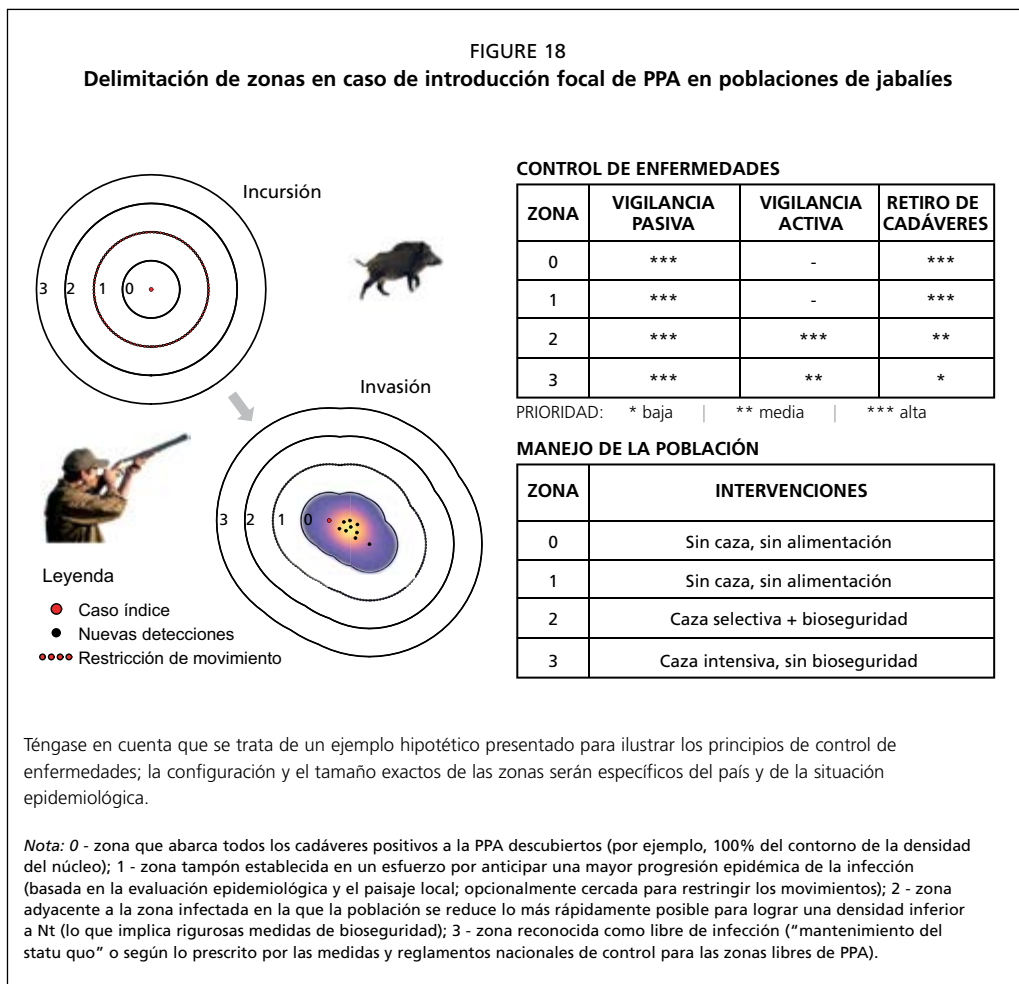 FIGURE 18
Delimitación de zonas en caso de introducción focal de PPA en poblaciones de jabalíes
Incursión
3 2 1 0
Invasión
3 2 1 0
Leyenda
Caso índice
Nuevas detecciones
Restricción de movimiento
CONTROL DE ENFERMEDADES
ZONA VIGILANCIA PASIVA VIGILANCIA ACTIVA RETIRO DE CADÁVERES
0 *** - ***
1 *** - ***
2 *** *** **
3 *** ** *
PRIORIDAD: * baja | ** media | *** alta
MANEJO DE LA POBLACIÓN
ZONA INTERVENCIONES
0 Sin caza, sin alimentación
1 Sin caza, sin alimentación
2 Caza selectiva + bioseguridad
3 Caza intensiva, sin bioseguridad
Téngase en cuenta que se trata de un ejemplo hipotético presentado para ilustrar los principios de control de
enfermedades; la configuración y el tamaño exactos de las zonas serán específicos del país y de la situación
epidemiológica.
Nota: 0 - zona que abarca todos los cadáveres positivos a la PPA descubiertos (por ejemplo, 100% del contorno de la densidad
del núcleo); 1 - zona tampón establecida en un esfuerzo por anticipar una mayor progresión epidémica de la infección
(basada en la evaluación epidemiológica y el paisaje local; opcionalmente cercada para restringir los movimientos); 2 - zona
adyacente a la zona infectada en la que la población se reduce lo más rápidamente posible para lograr una densidad inferior
a Nt (lo que implica rigurosas medidas de bioseguridad); 3 - zona reconocida como libre de infección ("mantenimiento del
statu quo" o según lo prescrito por las medidas y reglamentos nacionales de control para las zonas libres de PPA).